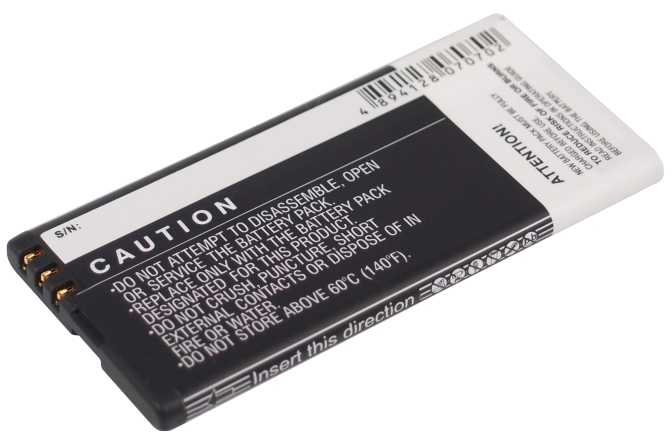 4 894128 070702
S/N:
CAUTION
•DO NOT ATTEMPT TO DISASSEMBLE, OPEN
OR SERVICE THE BATTERY PACK.
•REPLACE ONLY WITH THE BATTERY PACK
DESIGNATED FOR THIS PRODUCT
•DO NOT CRUSH, PUNCTURE, SHORT
EXTERNAL CONTACTS OR DISPOSE OF IN
FIRE OR WATER.
•DO NOT STORE ABOVE 60°C (140°F).
Insert this direction
ATTENTION!
NEW BATTERY PACK MUST BE FULLY
CHARGED BEFORE USE.
TO REDUCE RISK OF FIRE OR BURNS
READ INSTRUCTIONS IN OPERATING GUIDE
BEFORE USING THE BATTERY.